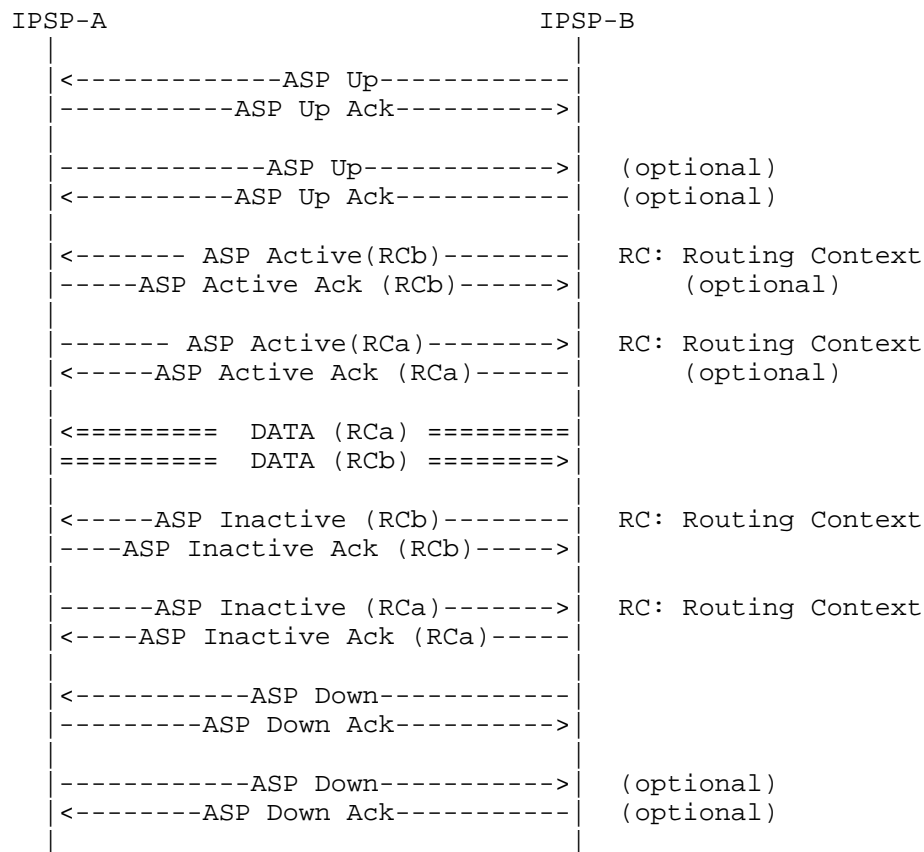 IPSP-A                                   IPSP-B
<-------------ASP Up------------
-----------ASP Up Ack---------->
-------------ASP Up------------> (optional)
<----------ASP Up Ack----------- (optional)
<------- ASP Active(RCb)-------- RC: Routing Context
-----ASP Active Ack (RCb)------> (optional)
------- ASP Active(RCa)--------> RC: Routing Context
<-----ASP Active Ack (RCa)------ (optional)
<========= DATA (RCa) =========
========== DATA (RCb) ========>
<-----ASP Inactive (RCb)-------- RC: Routing Context
----ASP Inactive Ack (RCb)----->
------ASP Inactive (RCa)-------> RC: Routing Context
<----ASP Inactive Ack (RCa)-----
<-----------ASP Down------------
---------ASP Down Ack---------->
------------ASP Down-----------> (optional)
<--------ASP Down Ack----------- (optional)